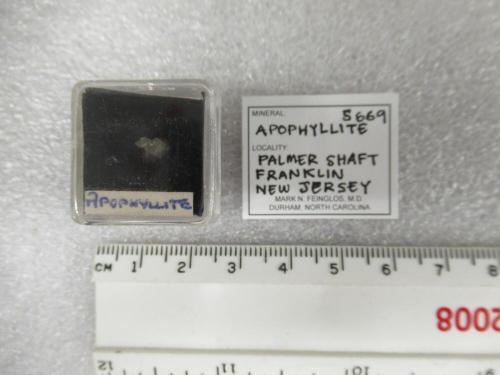 MINERAL: 5669
APOPHYLLITE
LOCALITY:
PALMER SHAFT
FRANKLIN
NEW JERSEY
MARK N. FEINGLOS, M.D.
DURHAM, NORTH CAROLINA
APOPHYLLITE
CM 1 2 3 4 5 6 7 8
2008
12 11 10 9